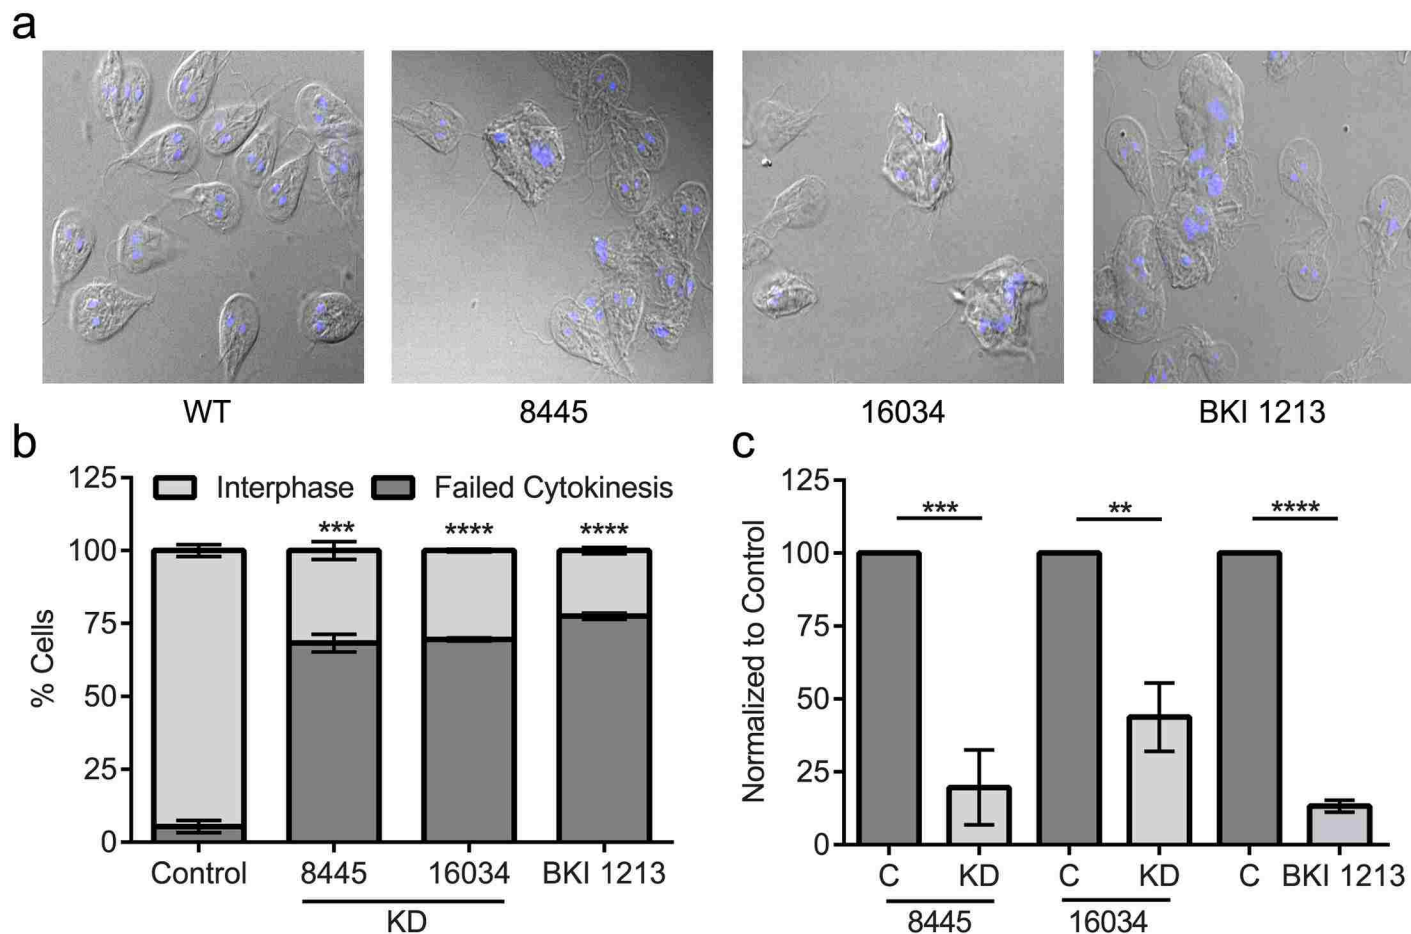 a
WT
8445
16034
BKI 1213
b
125
100
75
50
25
0
% Cells
Interphase
Failed Cytokinesis
***
****
****
Control
8445
16034
BKI 1213
KD
c
125
100
75
50
25
0
Normalized to Control
***
**
****
C
KD
C
KD
C
BKI 1213
8445
16034